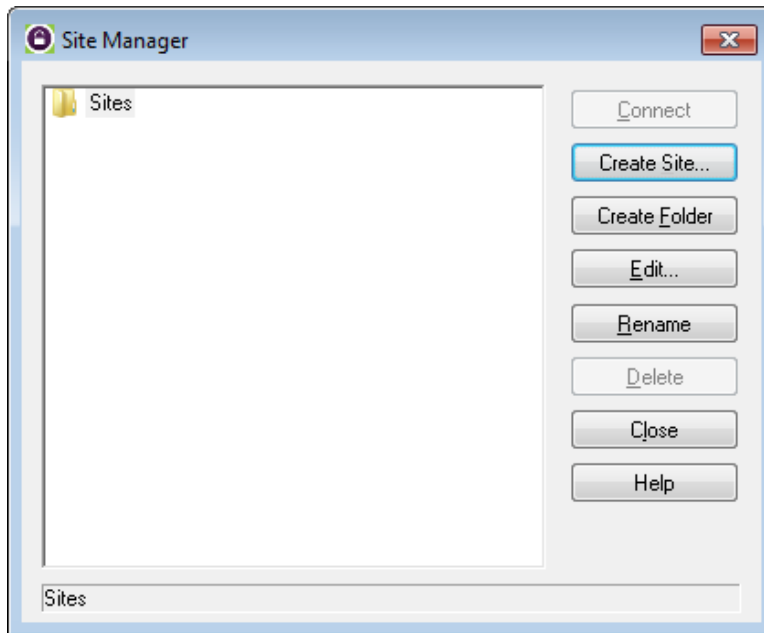 Site Manager
Sites
Connect
Create Site...
Create Folder
Edit...
Rename
Delete
Close
Help
Sites